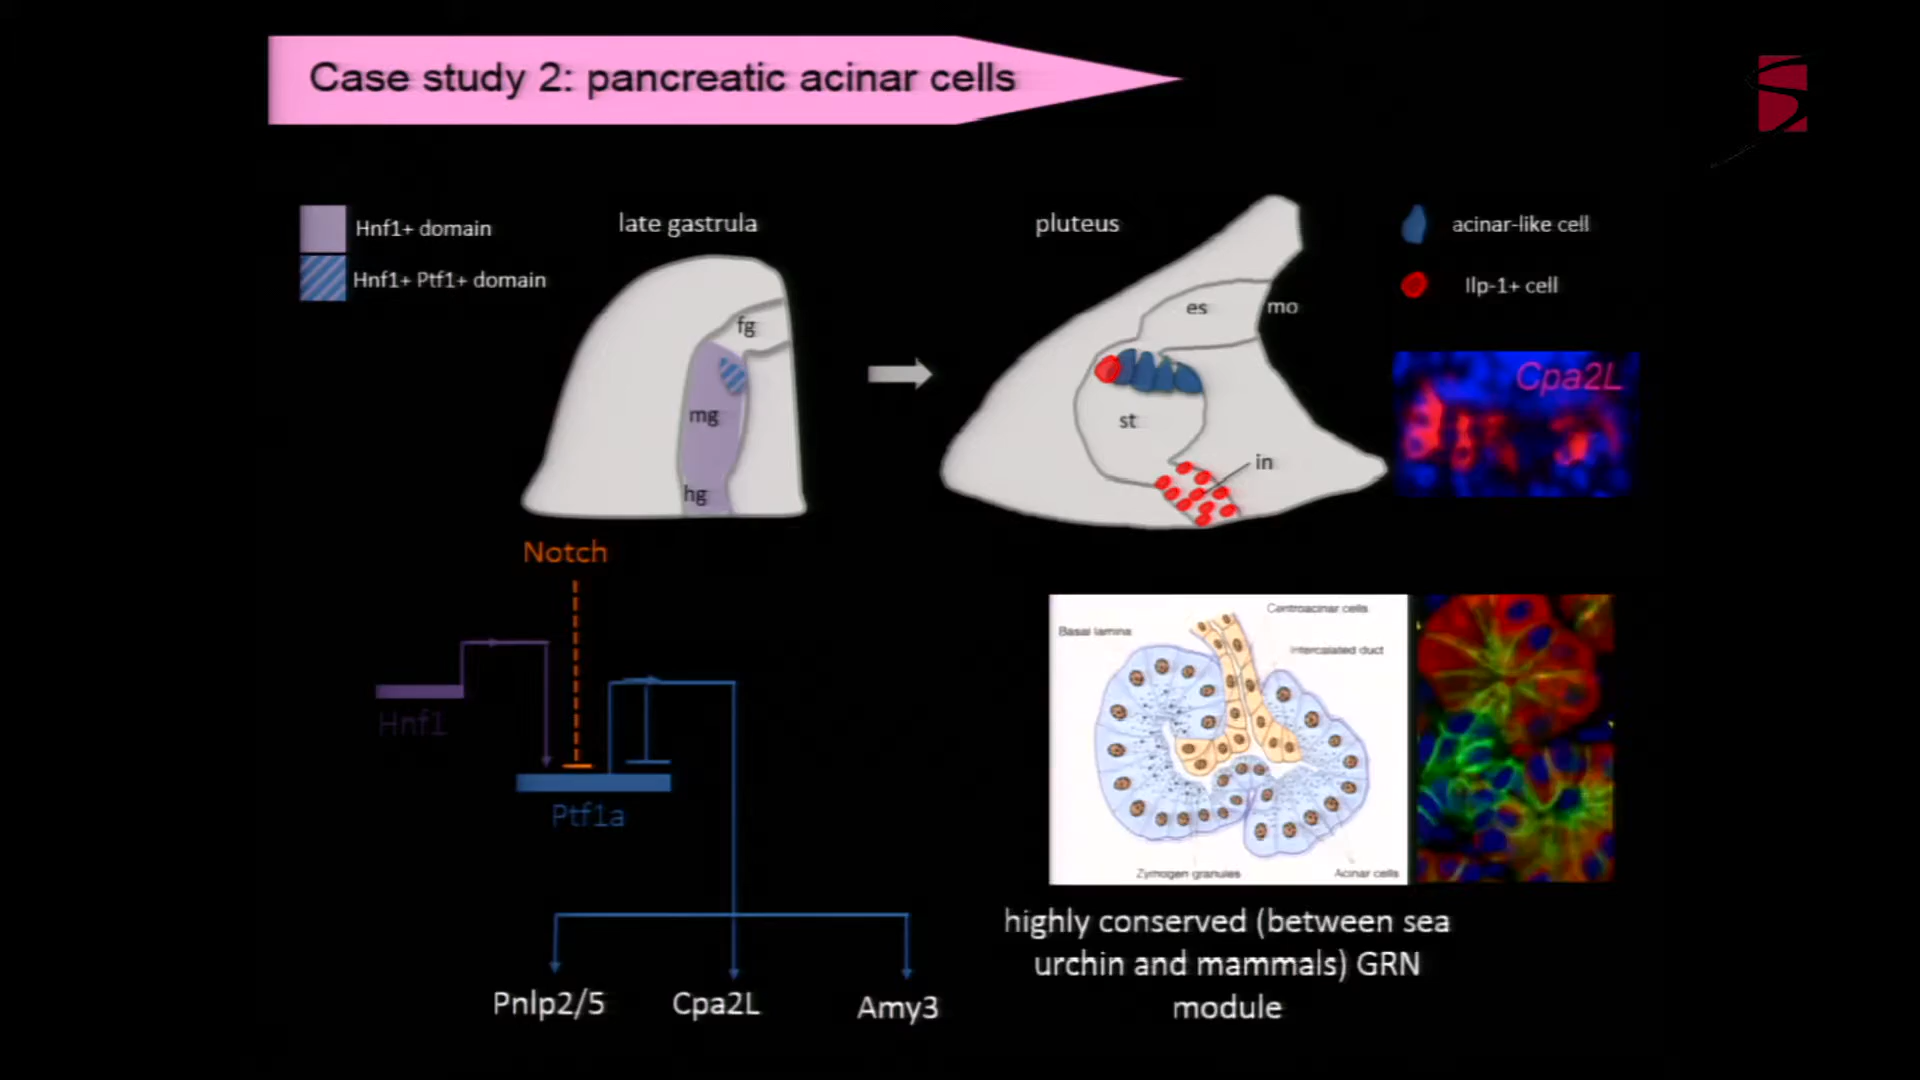 Case study 2: pancreatic acinar cells
Hnf1+ domain
Hnf1+ Ptf1+ domain
late gastrula
fg
mg
hg
pluteus
es
mo
st
in
acinar-like cell
Ilp-1+ cell
Cpa2L
Notch
Hnf1
Ptf1a
Pnlp2/5
Cpa2L
Amy3
Centroacinar cells
Basal lamina
Intercalated duct
Zymogen granules
Acinar cells
highly conserved (between sea
urchin and mammals) GRN
module